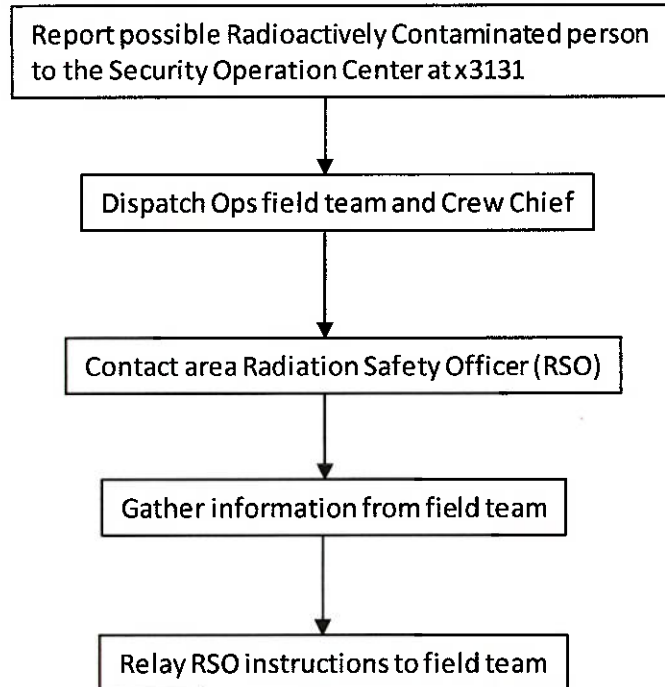 Report possible Radioactively Contaminated person
to the Security Operation Center at x3131
Dispatch Ops field team and Crew Chief
Contact area Radiation Safety Officer (RSO)
Gather information from field team
Relay RSO instructions to field team